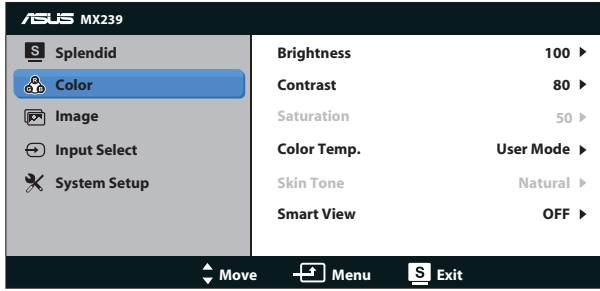 ASUS MX239
S Splendid
Color
R G B
Image
Input Select
System Setup
Brightness 100
Contrast 80
Saturation 50
Color Temp. User Mode
Skin Tone Natural
Smart View OFF
Move Menu S Exit